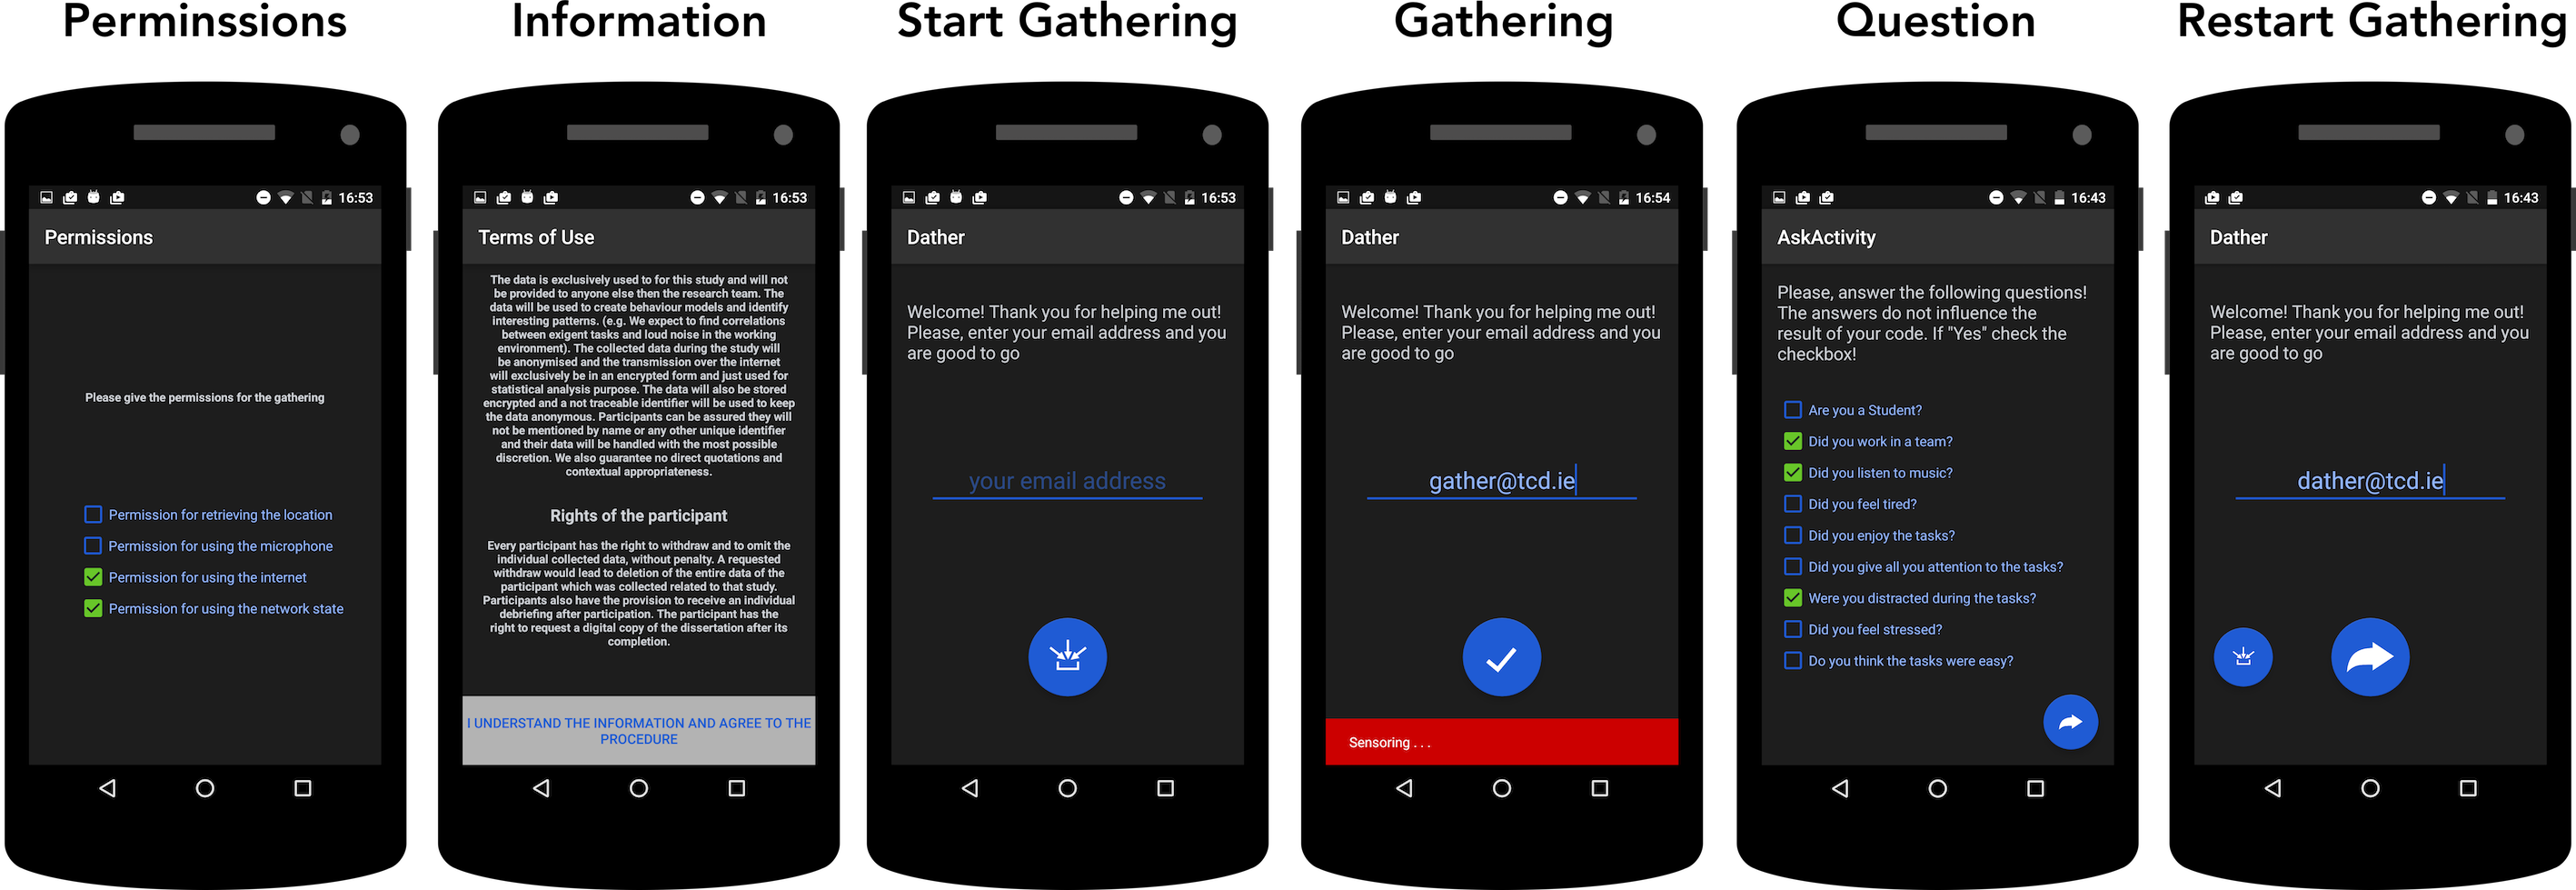 Perminssions
Information
Start Gathering
Gathering
Question
Restart Gathering
16:53
Permissions
Please give the permissions for the gathering
Permission for retrieving the location
Permission for using the microphone
Permission for using the internet
Permission for using the network state
16:53
Terms of Use
The data is exclusively used to for this study and will not
be provided to anyone else then the research team. The
data will be used to create behaviour models and identify
interesting patterns. (e.g. We expect to find correlations
between exigent tasks and loud noise in the working
environment). The collected data during the study will
be anonymised and the transmission over the internet
will exclusively be in an encrypted form and just used for
statistical analysis purpose. The data will also be stored
encrypted and a not traceable identifier will be used to keep
the data anonymous. Participants can be assured they will
not be mentioned by name or any other unique identifier
and their data will be handled with the most possible
discretion. We also guarantee no direct quotations and
contextual appropriateness.
Rights of the participant
Every participant has the right to withdraw and to omit the
individual collected data, without penalty. A requested
withdraw would lead to deletion of the entire data of the
participant which was collected related to that study.
Participants also have the provision to receive an individual
debriefing after participation. The participant has the
right to request a digital copy of the dissertation after its
completion.
I UNDERSTAND THE INFORMATION AND AGREE TO THE
PROCEDURE
16:53
Dather
Welcome! Thank you for helping me out!
Please, enter your email address and you
are good to go
your email address
16:54
Dather
Welcome! Thank you for helping me out!
Please, enter your email address and you
are good to go
gather@tcd.ie
Sensoring . . .
16:43
AskActivity
Please, answer the following questions!
The answers do not influence the
result of your code. If "Yes" check the
checkbox!
Are you a Student?
Did you work in a team?
Did you listen to music?
Did you feel tired?
Did you enjoy the tasks?
Did you give all you attention to the tasks?
Were you distracted during the tasks?
Did you feel stressed?
Do you think the tasks were easy?
16:43
Dather
Welcome! Thank you for helping me out!
Please, enter your email address and you
are good to go
dather@tcd.ie